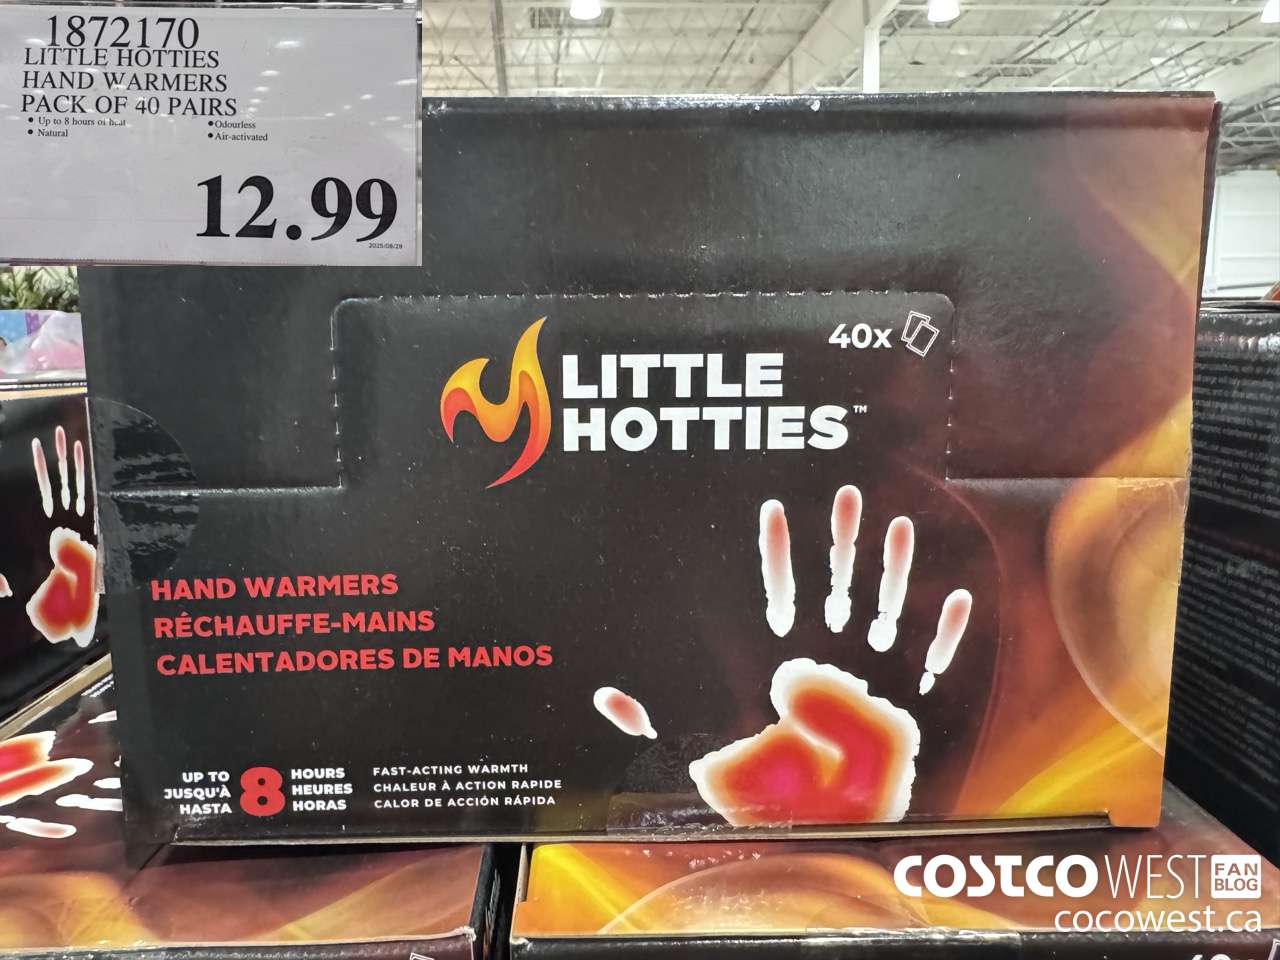 1872170
LITTLE HOTTIES
HAND WARMERS
PACK OF 40 PAIRS
• Up to 8 hours of heat
• Natural
• Odourless
• Air-activated
12.99
2025/08/29
40x
LITTLE
HOTTIES™
HAND WARMERS
RÉCHAUFFE-MAINS
CALENTADORES DE MANOS
UP TO
JUSQU'À
HASTA
8
HOURS
HEURES
HORAS
FAST-ACTING WARMTH
CHALEUR À ACTION RAPIDE
CALOR DE ACCIÓN RÁPIDA
COSTCO WEST FAN BLOG
cocowest.ca